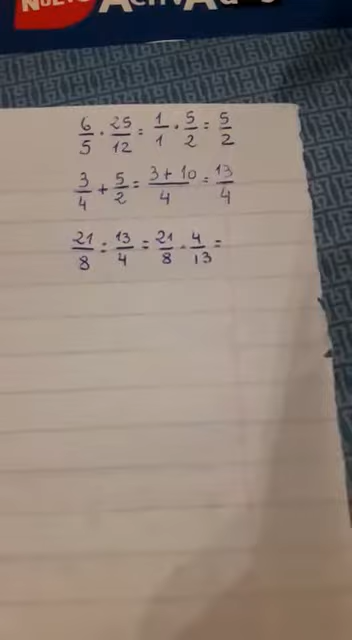 NUEVO
6/5 · 25/12 = 1/1 · 5/2 = 5/2
3/4 + 5/2 = 3+10/4 = 13/4
21/8 : 13/4 = 21/8 · 4/13 =